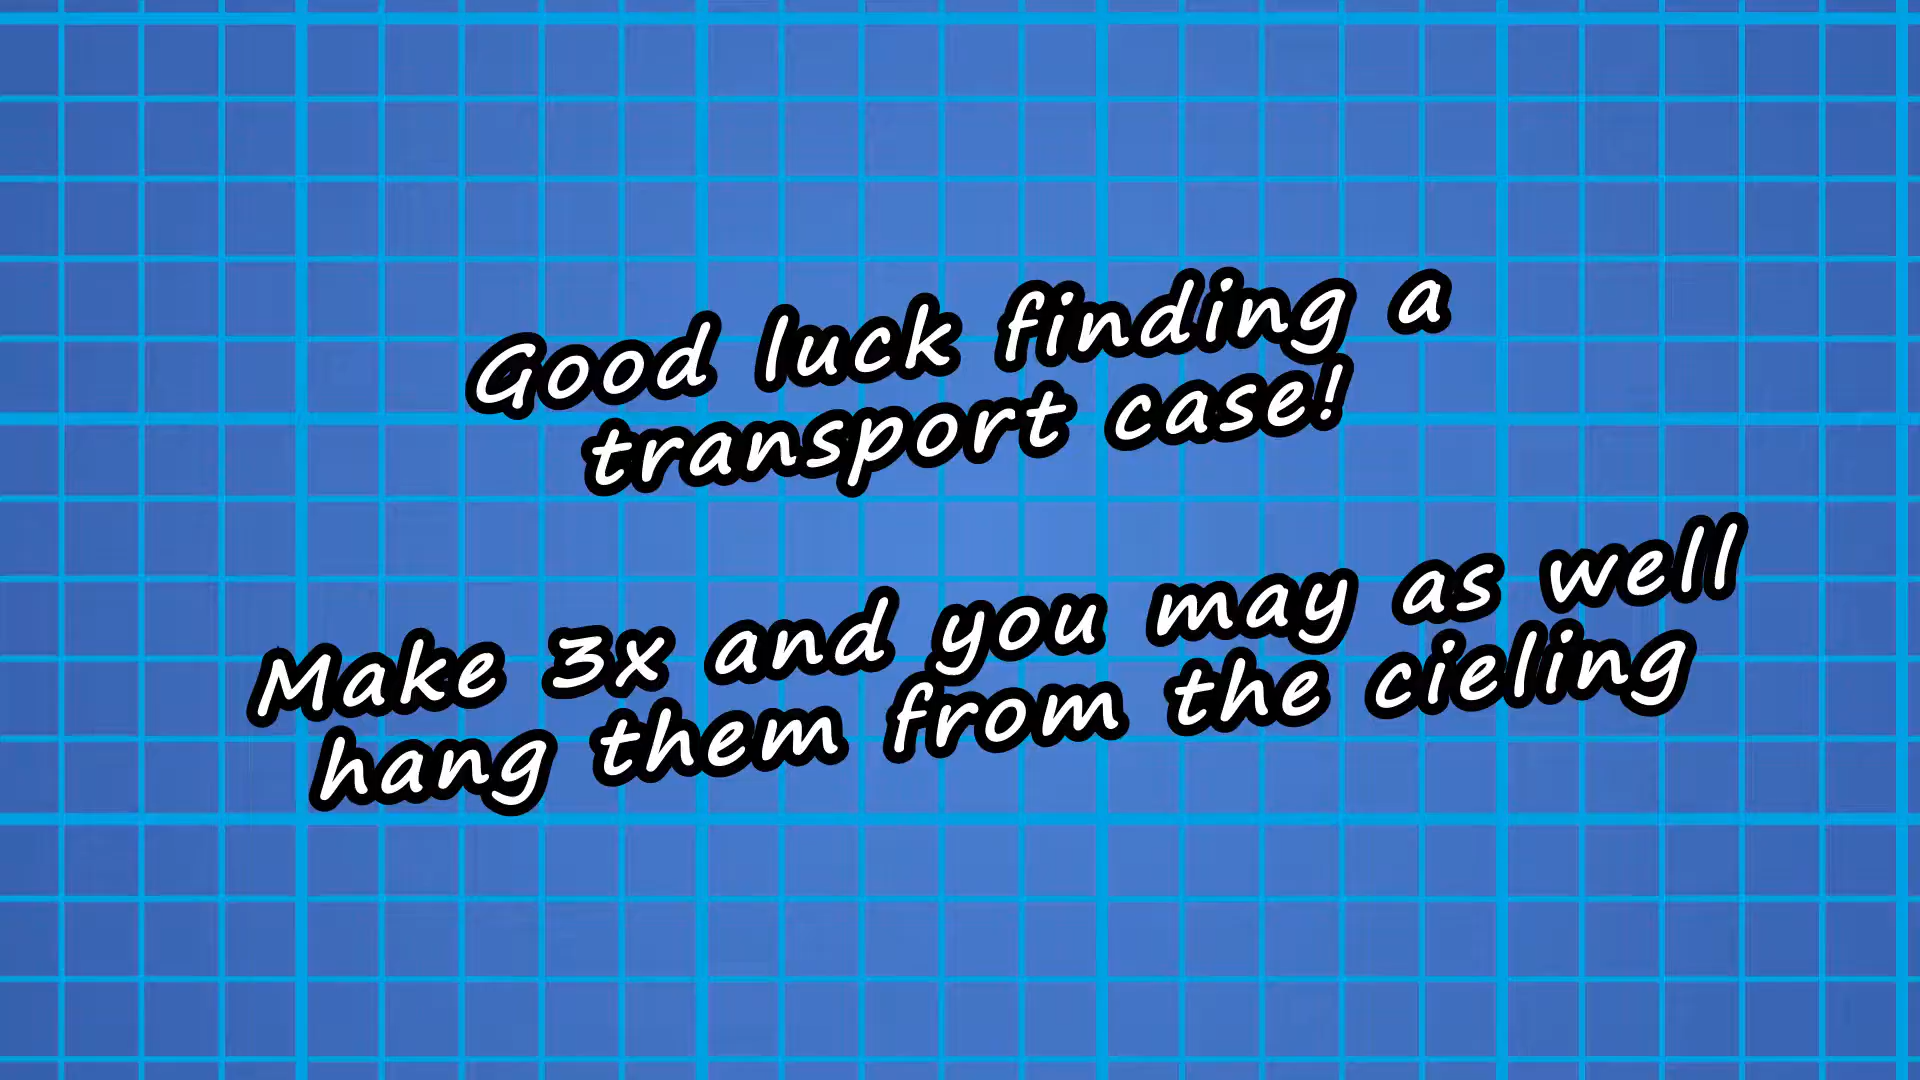 Good luck finding a
transport case!
Make 3x and you may as well
hang them from the cieling